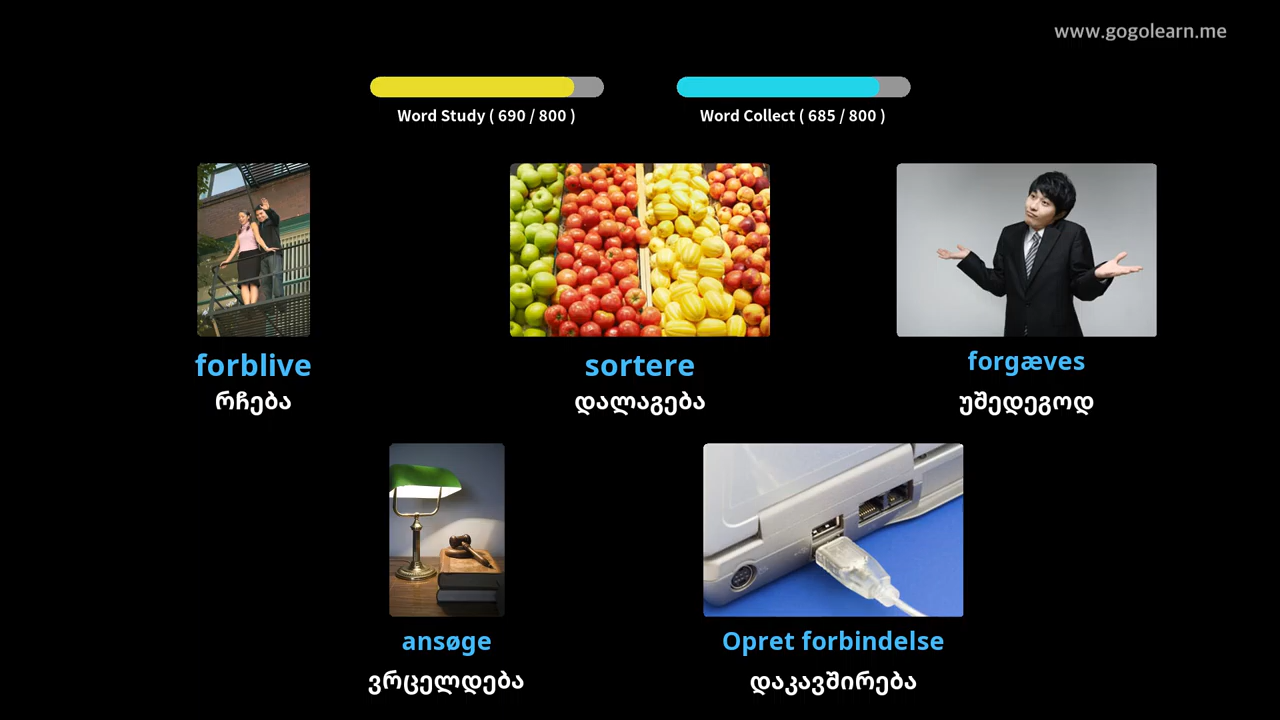 www.gogolearn.me
Word Study ( 690 / 800 )
Word Collect ( 685 / 800 )
forblive
sortere
forgæves
რჩება
დალაგება
უშედეგოდ
ansøge
Opret forbindelse
ვრცელდება
დაკავშირება